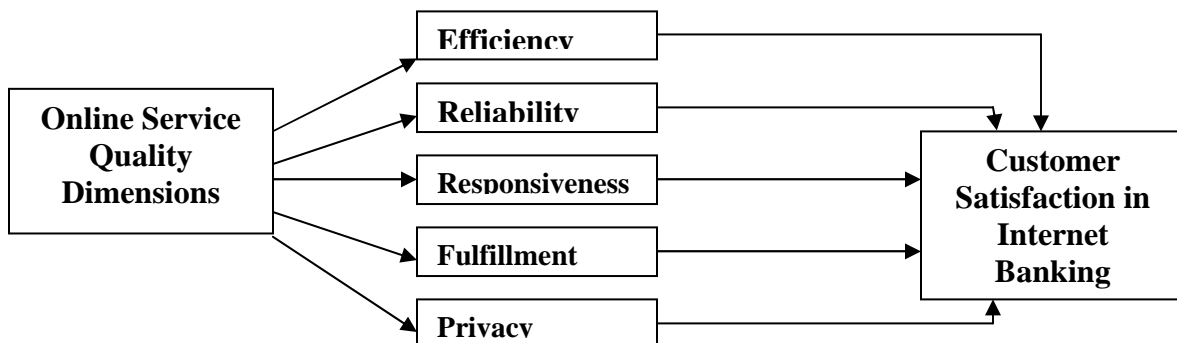 Online Service
Quality
Dimensions
Efficiency
Reliability
Responsiveness
Fulfillment
Privacy
Customer
Satisfaction in
Internet
Banking